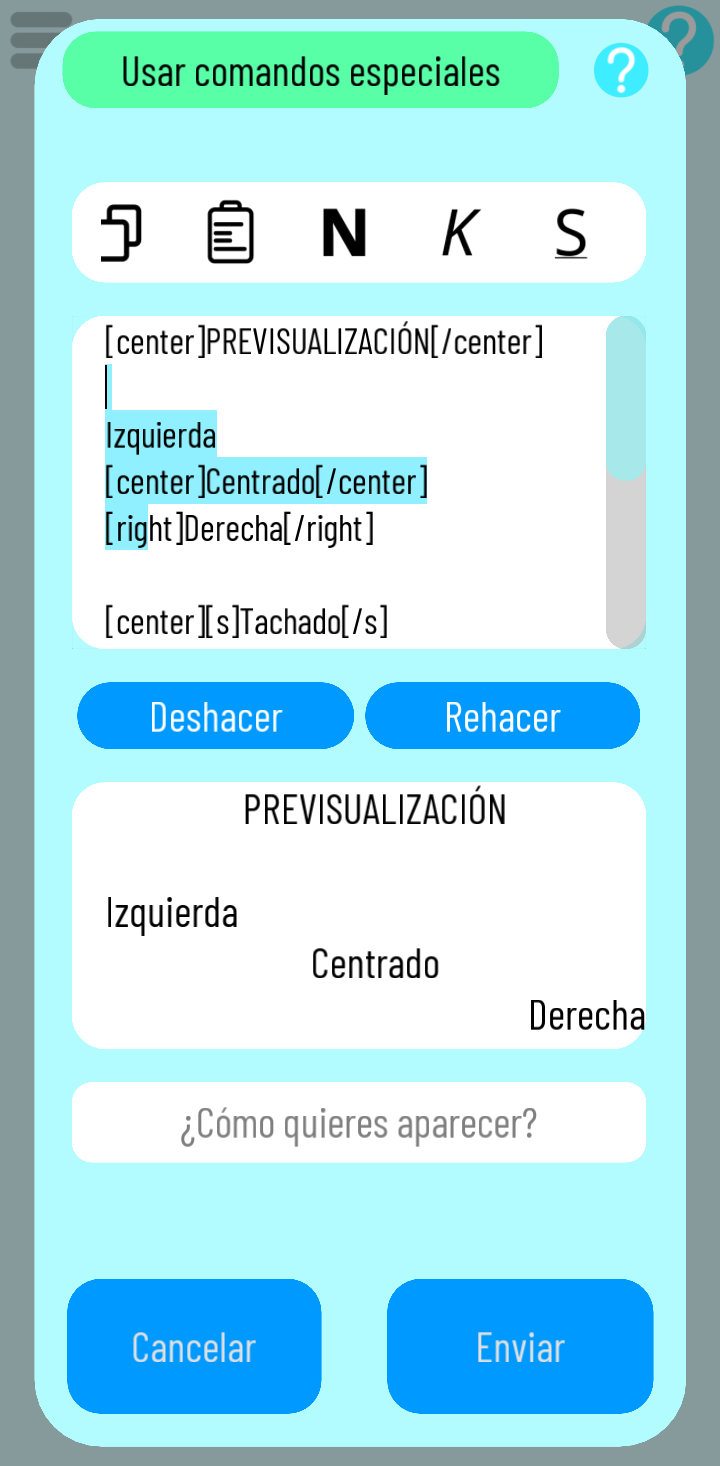 Usar comandos especiales
?
?
N K S
[center]PREVISUALIZACIÓN[/center]
Izquierda
[center]Centrado[/center]
[right]Derecha[/right]
[center][s]Tachado[/s]
Deshacer Rehacer
PREVISUALIZACIÓN
Izquierda
Centrado
Derecha
¿Cómo quieres aparecer?
Cancelar Enviar